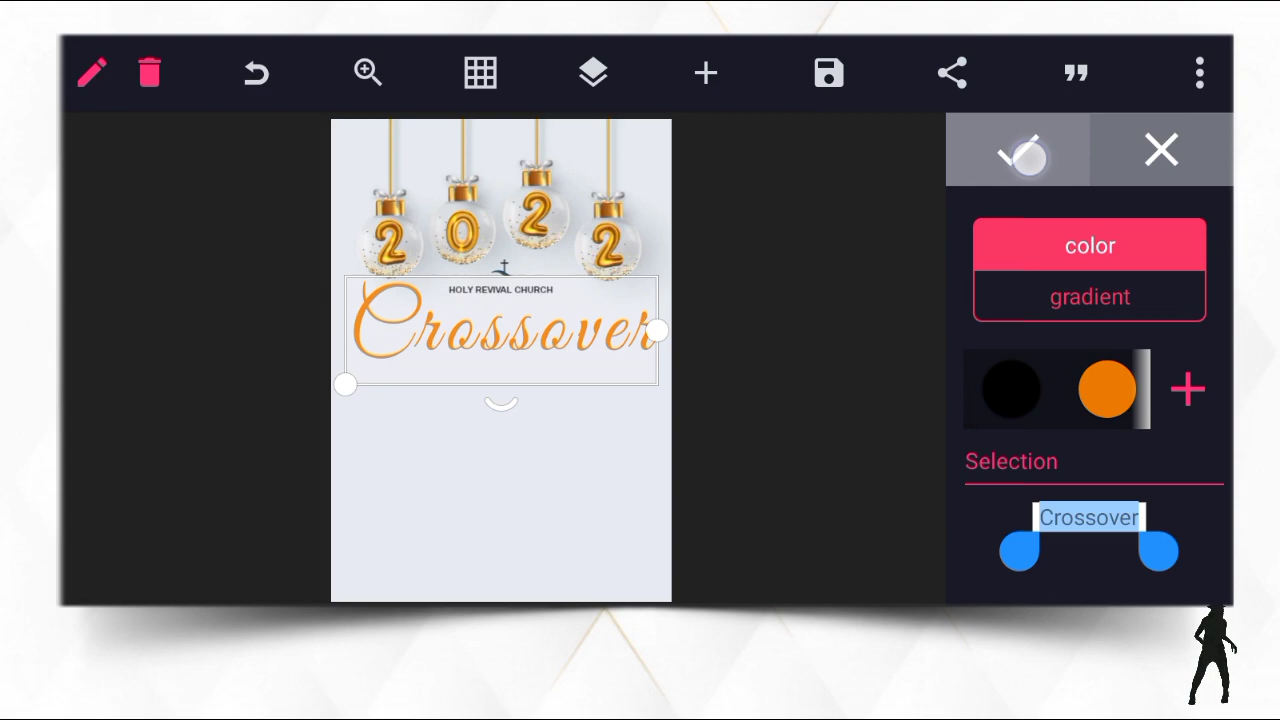 2022
HOLY REVIVAL CHURCH
Crossover
color
gradient
Selection
Crossover